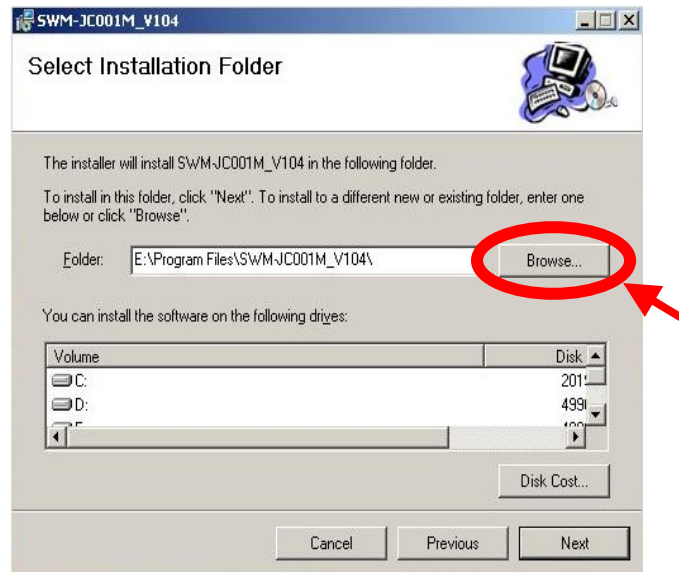 SWM-JC001M_V104
Select Installation Folder
The installer will install SWM-JC001M_V104 in the following folder.
To install in this folder, click "Next". To install to a different new or existing folder, enter one
below or click "Browse".
Folder: E:\Program Files\SWM-JC001M_V104\ Browse...
You can install the software on the following drives:
Volume Disk
C:
D:
Disk Cost...
Cancel Previous Next